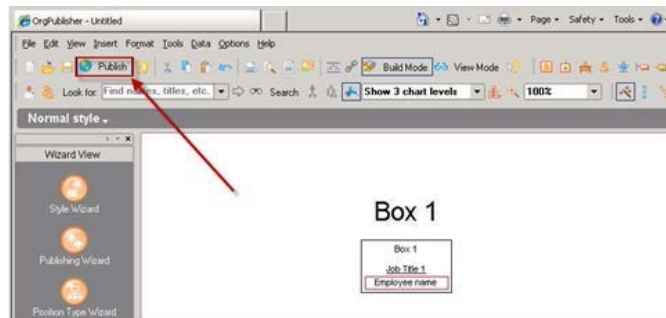 OrgPublisher - Untitled
Page Safety Tools
File Edit View Insert Format Tools Data Options Help
Publish Build Mode View Mode
Look for: Find names, titles, etc. Search Show 3 chart levels 100%
Normal style
Wizard View
Style Wizard
Publishing Wizard
Position Type Wizard
Box 1
Box 1
Job Title 1
Employee name